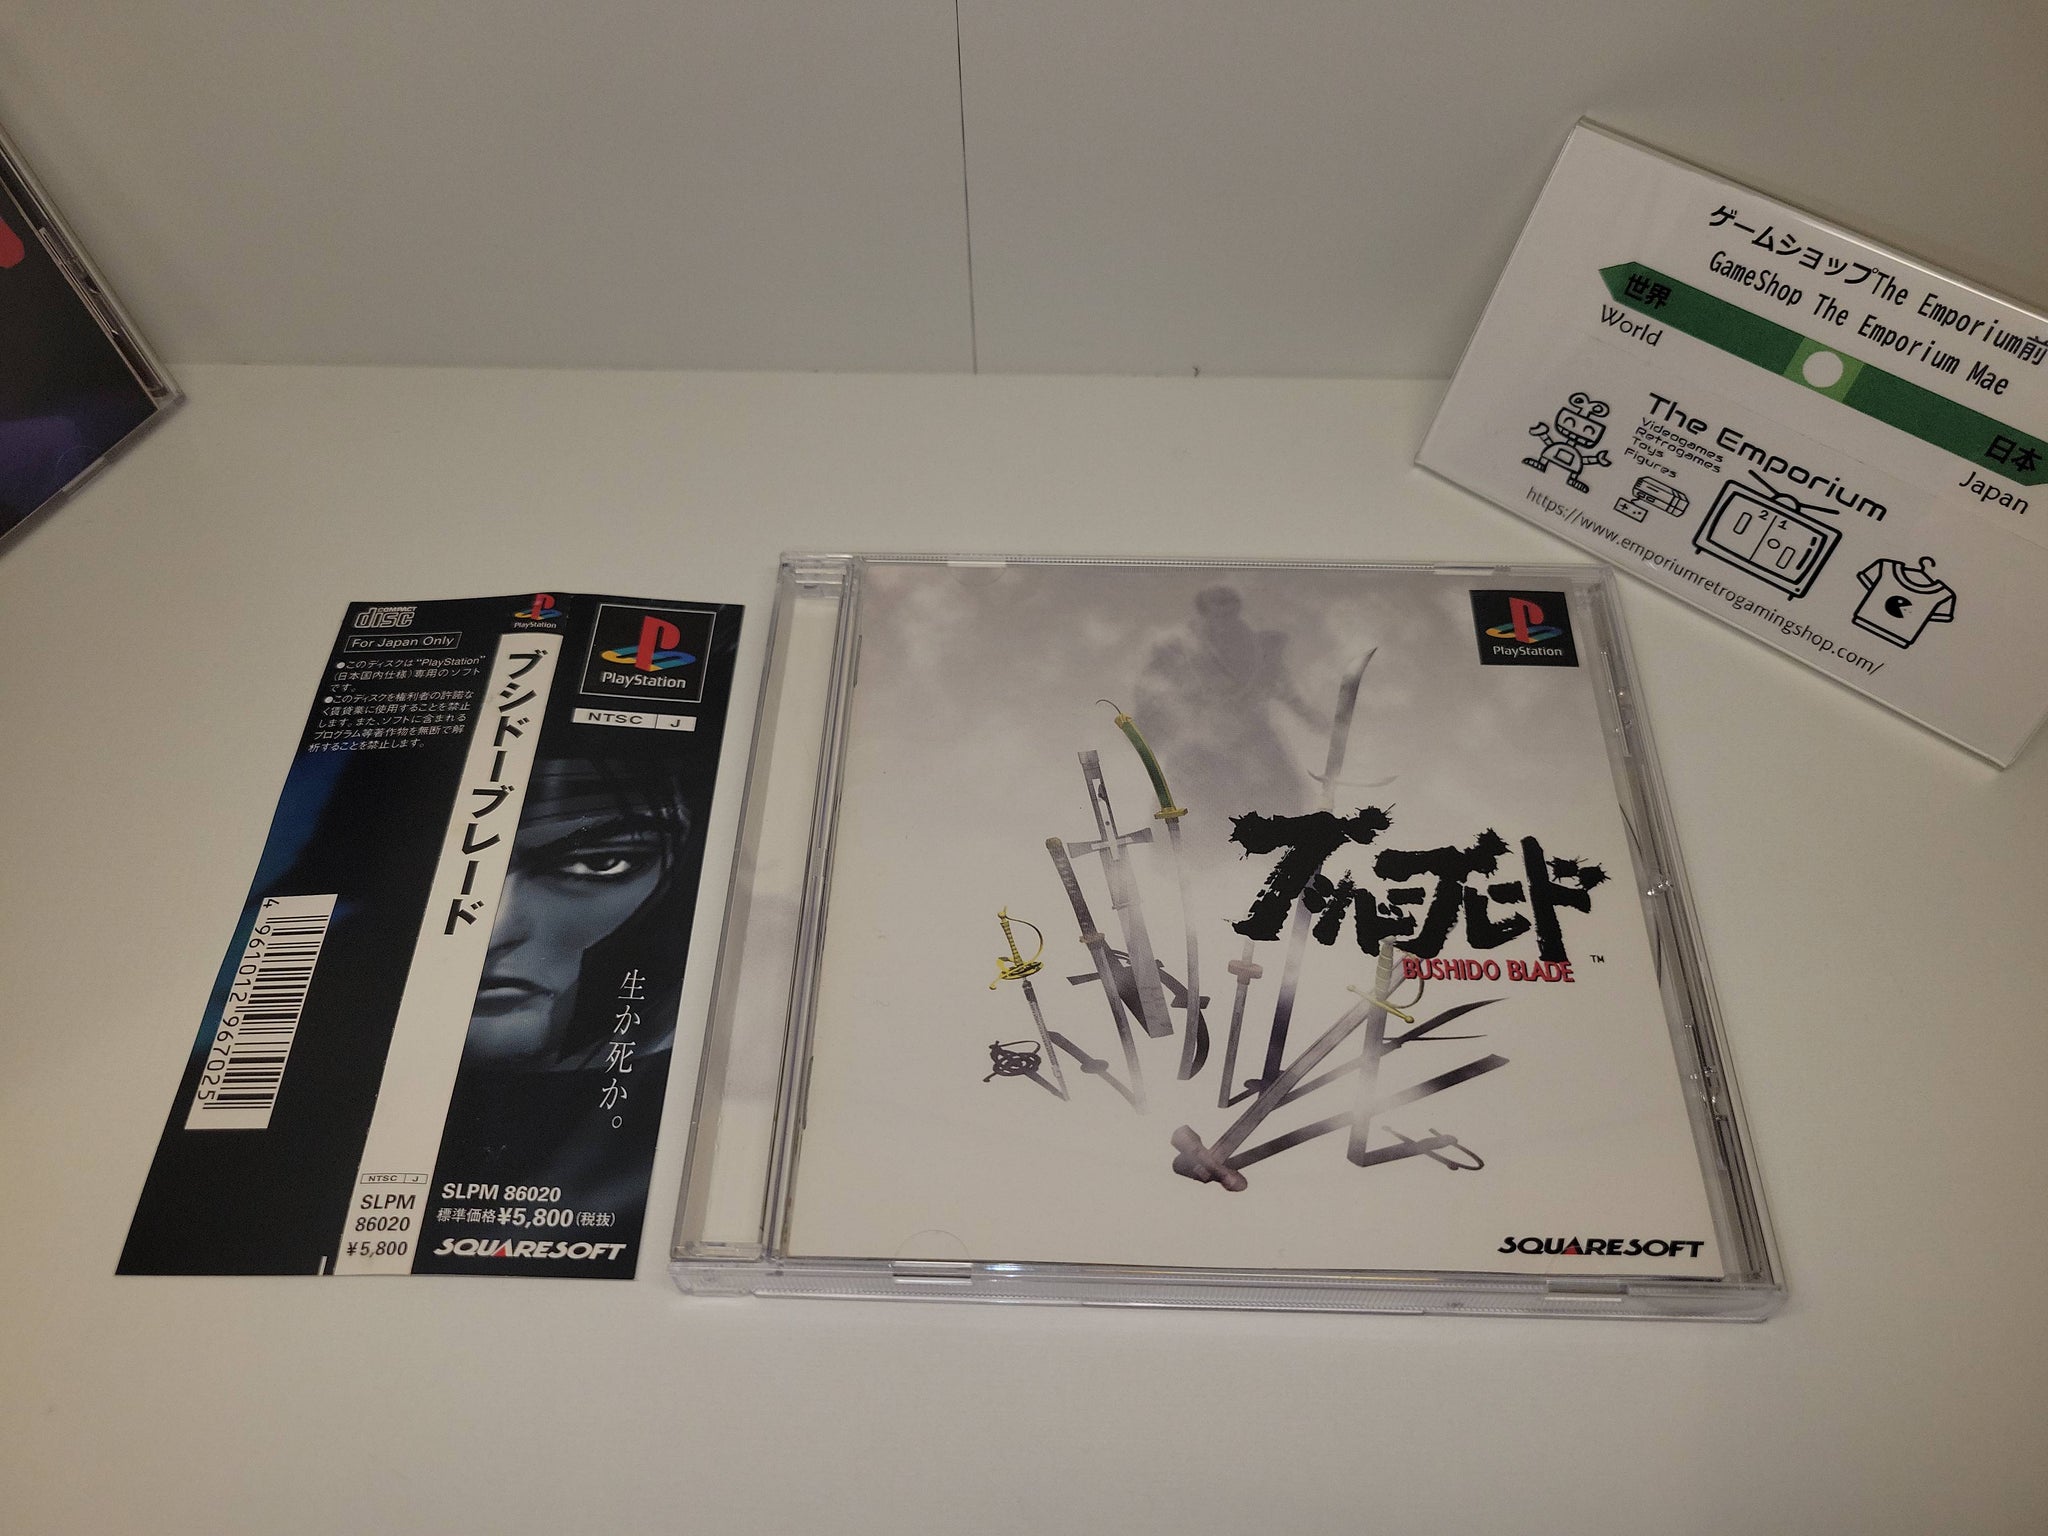 COMPACT
disc
For Japan Only
●このディスクは"PlayStation"
(日本国内仕様)専用のソフト
です。
●このディスクを権利者の許諾な
く賃貸業に使用することを禁止
します。また、ソフトに含まれる
プログラム等著作物を無断で解
析することを禁止します。
4961012967025
PlayStation
ブシドーブレード
NTSC J
SLPM
86020
¥5,800
PlayStation
NTSC J
生か死か。
SLPM 86020
標準価格¥5,800(税抜)
SQUARESOFT
PlayStation
ブシドーブレード
BUSHIDO BLADE ™
SQUARESOFT
ゲームショップThe Emporium前
GameShop The Emporium Mae
世界
World
日本
Japan
The Emporium
Videogames
Retrogames
Toys
Figures
2 1
https://www.emporiumretrogamingshop.com/